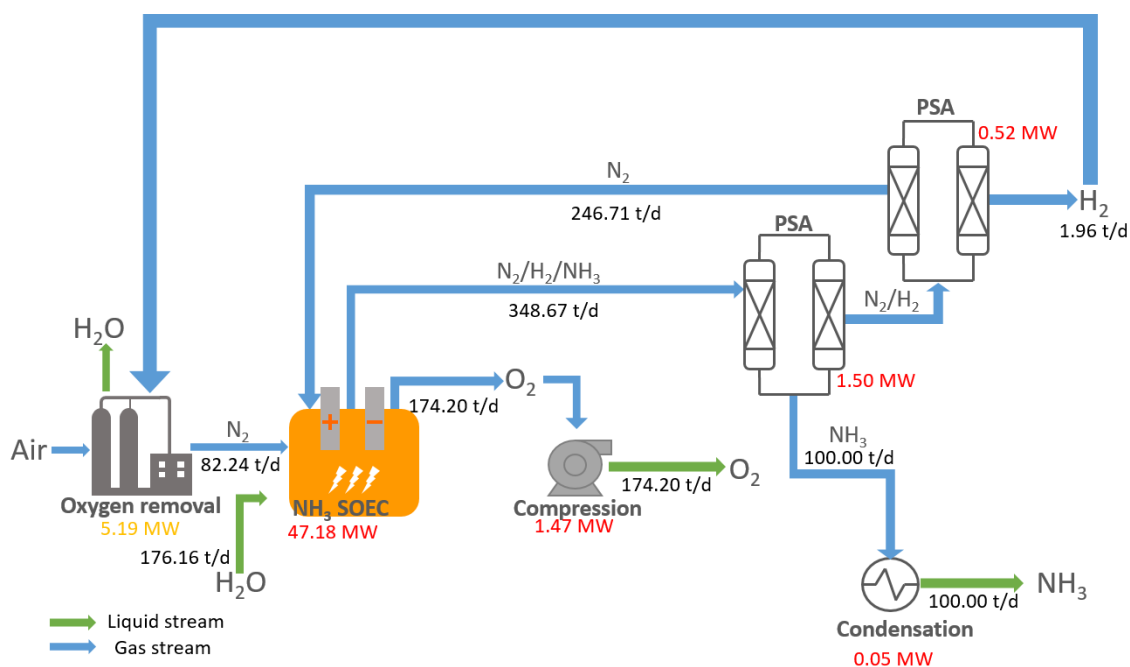 PSA
0.52 MW
N₂
246.71 t/d
H₂
1.96 t/d
PSA
N₂/H₂/NH₃
348.67 t/d
N₂/H₂
1.50 MW
H₂O
O₂
174.20 t/d
+
−
Air
N₂
82.24 t/d
NH₃
100.00 t/d
O₂
174.20 t/d
Oxygen removal
5.19 MW
NH₃ SOEC
47.18 MW
Compression
1.47 MW
176.16 t/d
H₂O
NH₃
100.00 t/d
Condensation
0.05 MW
Liquid stream
Gas stream